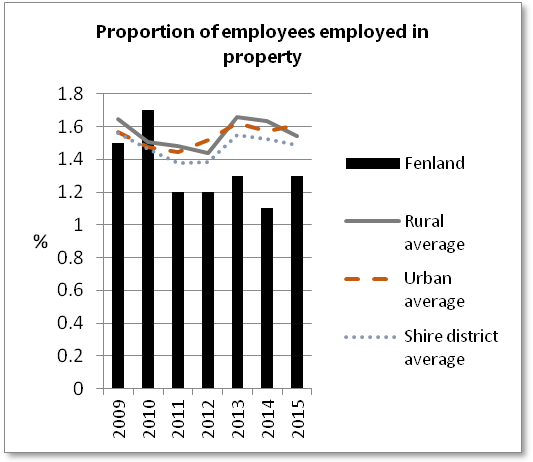 Proportion of employees employed in
property
1.8
1.6
1.4
1.2
1
0.8
0.6
0.4
0.2
0
%
2009
2010
2011
2012
2013
2014
2015
Fenland
Rural
average
Urban
average
Shire district
average